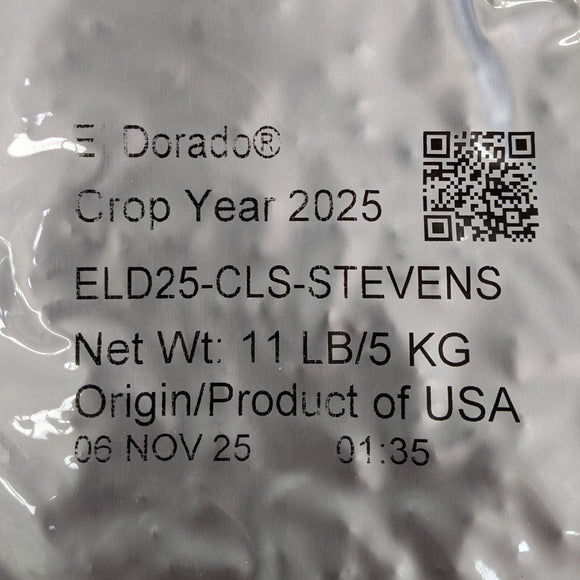 El Dorado®
Crop Year 2025
ELD25-CLS-STEVENS
Net Wt: 11 LB/5 KG
Origin/Product of USA
06 NOV 25 01:35